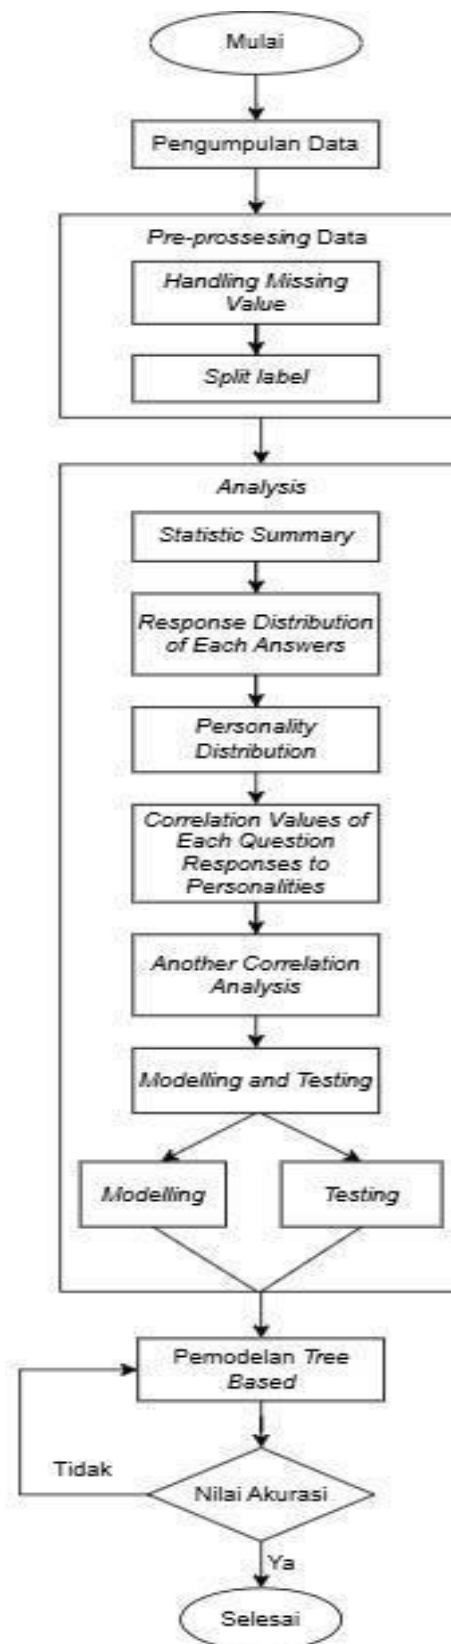 Mulai
Pengumpulan Data
Pre-prossesing Data
Handling Missing
Value
Split label
Analysis
Statistic Summary
Response Distribution
of Each Answers
Personality
Distribution
Correlation Values of
Each Question
Responses to
Personalities
Another Correlation
Analysis
Modelling and Testing
Modelling
Testing
Pemodelan Tree
Based
Tidak
Nilai Akurasi
Ya
Selesai